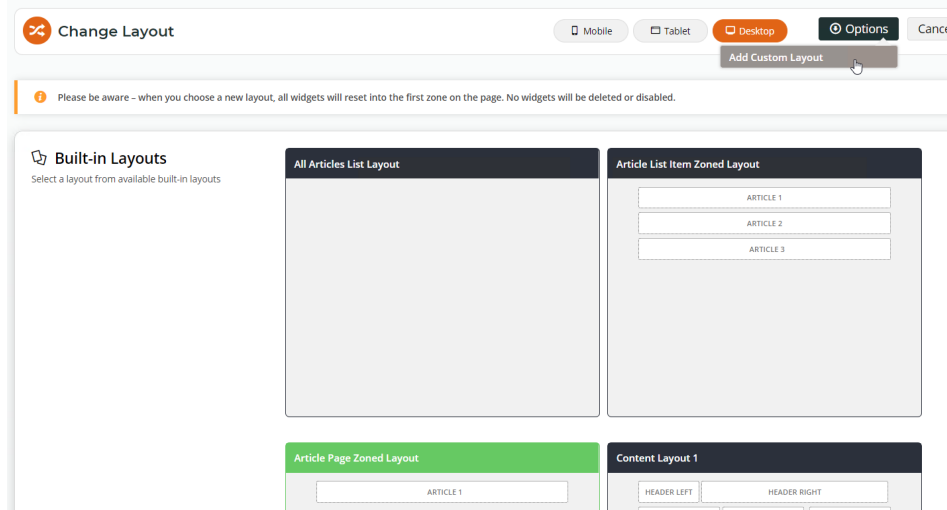 Change Layout
Mobile
Tablet
Desktop
Options
Add Custom Layout
Please be aware – when you choose a new layout, all widgets will reset into the first zone on the page. No widgets will be deleted or disabled.
Built-in Layouts
Select a layout from available built-in layouts
All Articles List Layout
Article List Item Zoned Layout
ARTICLE 1
ARTICLE 2
ARTICLE 3
Article Page Zoned Layout
ARTICLE 1
Content Layout 1
HEADER LEFT
HEADER RIGHT